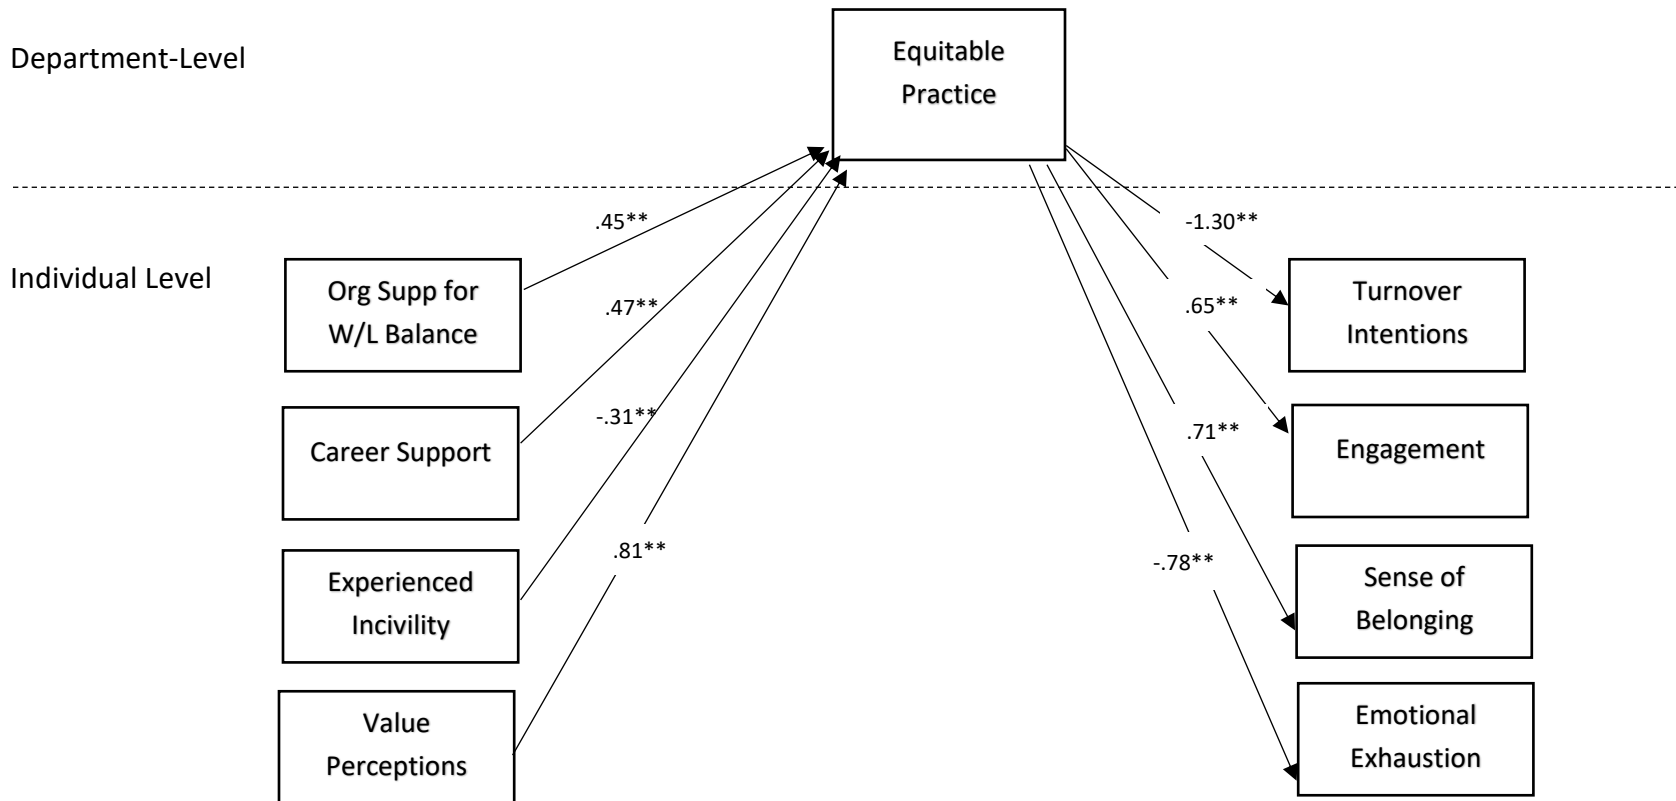 Department-Level
Equitable
Practice
Individual Level
Org Supp for
W/L Balance
Career Support
Experienced
Incivility
Value
Perceptions
.45**
.47**
-.31**
.81**
-1.30**
.65**
.71**
-.78**
Turnover
Intentions
Engagement
Sense of
Belonging
Emotional
Exhaustion